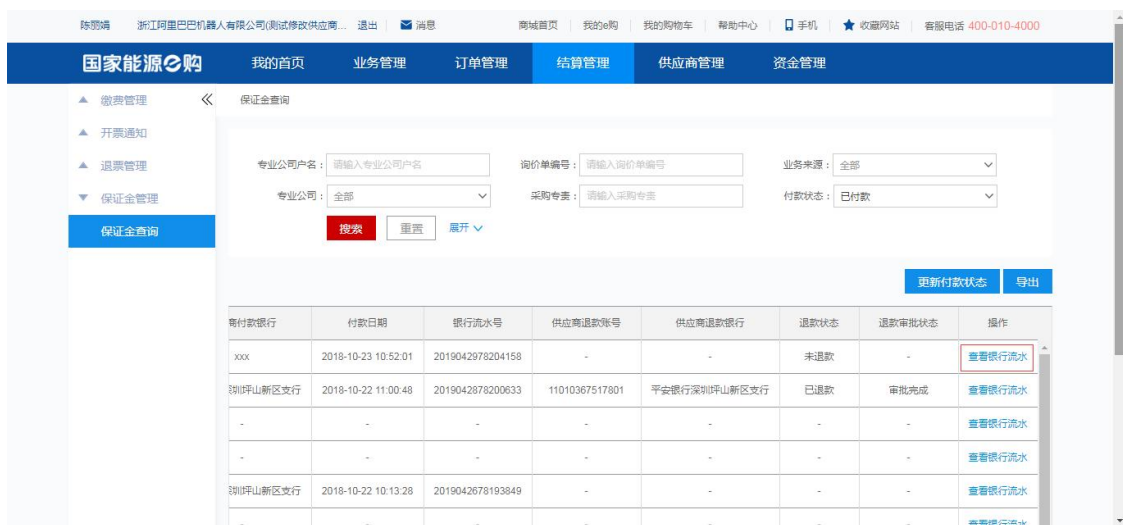 陈丽娟 浙江阿里巴巴机器人有限公司(测试修改供应商... 退出 消息 商城首页 我的e购 我的购物车 帮助中心 手机 收藏网站 客服电话 400-010-4000
国家能源e购 我的首页 业务管理 订单管理 结算管理 供应商管理 资金管理
缴费管理 保证金查询
开票通知
退票管理 专业公司户名: 请输入专业公司户名 询价单编号: 请输入询价单编号 业务来源: 全部
保证金管理 专业公司: 全部 采购专责: 请输入采购专责 付款状态: 已付款
保证金查询 搜索 重置 展开
更新付款状态 导出
商付款银行 付款日期 银行流水号 供应商退款账号 供应商退款银行 退款状态 退款审批状态 操作
xxx 2018-10-23 10:52:01 2019042978204158 - - 未退款 - 查看银行流水
深圳坪山新区支行 2018-10-22 11:00:48 2019042878200633 11010367517801 平安银行深圳坪山新区支行 已退款 审批完成 查看银行流水
- - - - - - - 查看银行流水
- - - - - - - 查看银行流水
深圳坪山新区支行 2018-10-22 10:13:28 2019042678193849 - - - - 查看银行流水
- - - - - - - 查看银行流水